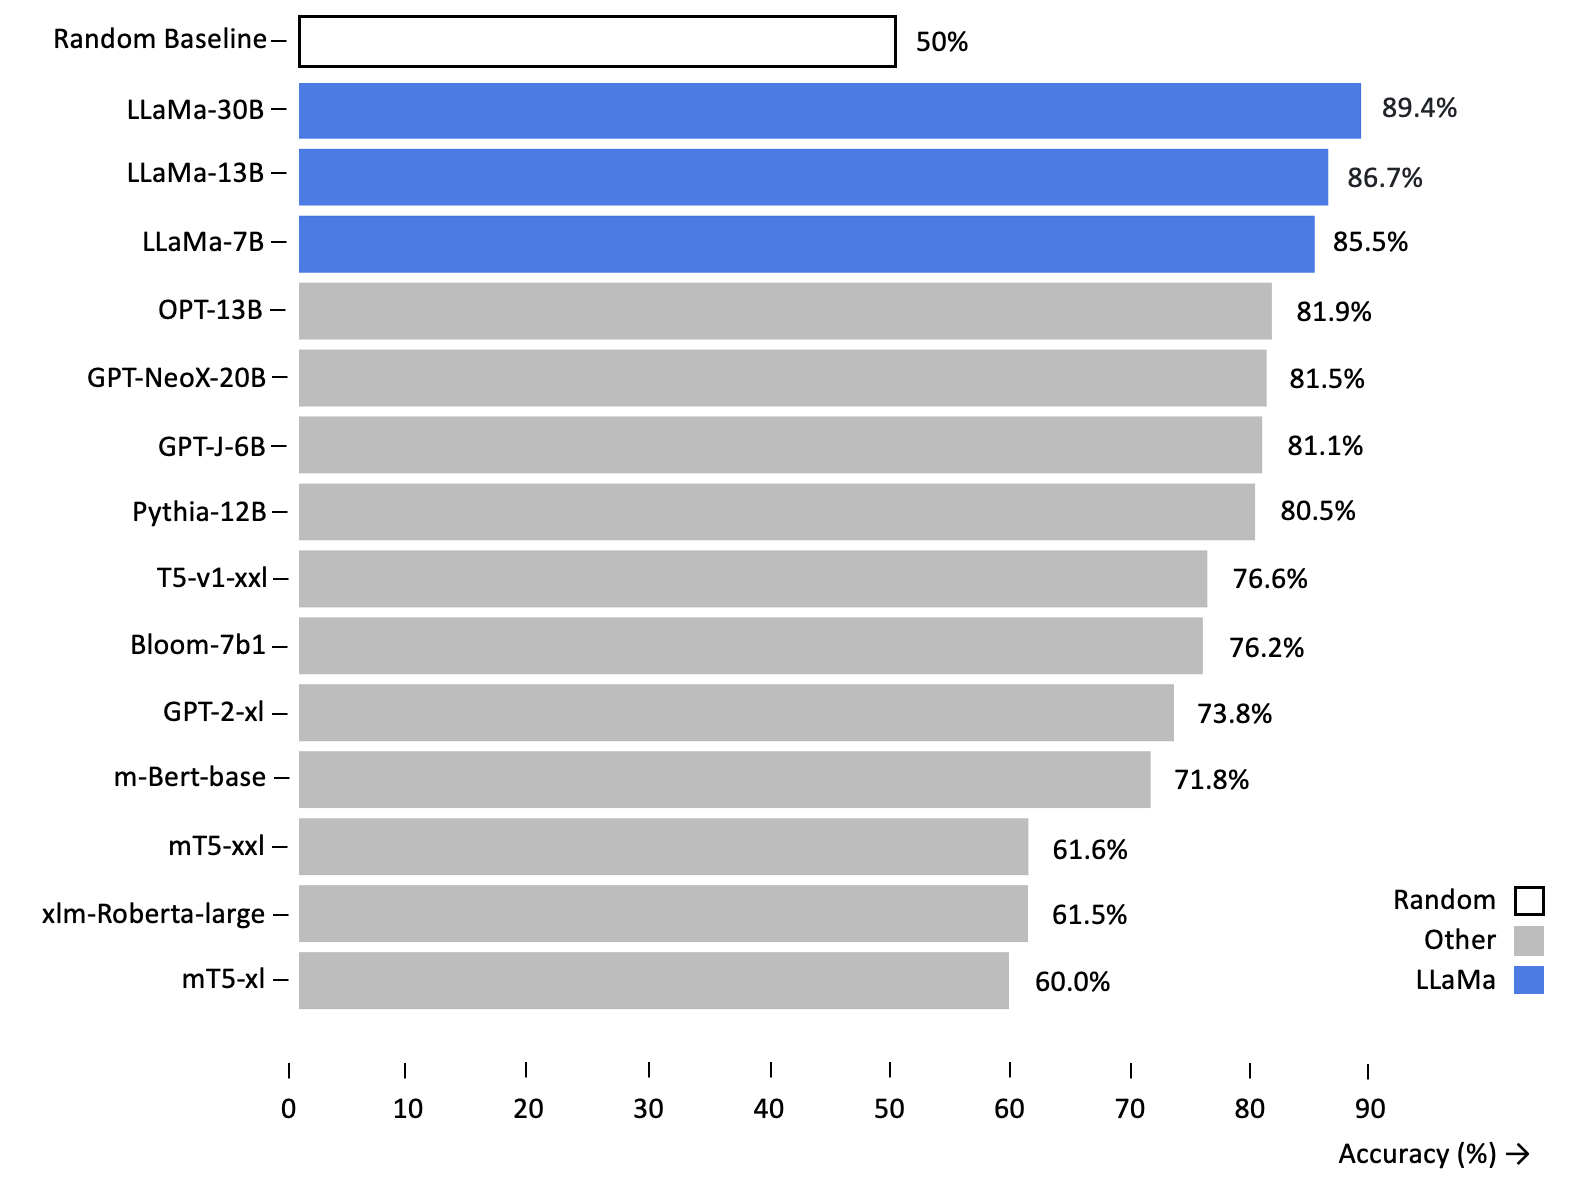 Random Baseline 50%
LLaMa-30B 89.4%
LLaMa-13B 86.7%
LLaMa-7B 85.5%
OPT-13B 81.9%
GPT-NeoX-20B 81.5%
GPT-J-6B 81.1%
Pythia-12B 80.5%
T5-v1-xxl 76.6%
Bloom-7b1 76.2%
GPT-2-xl 73.8%
m-Bert-base 71.8%
mT5-xxl 61.6%
xlm-Roberta-large 61.5%
mT5-xl 60.0%
Random
Other
LLaMa
0 10 20 30 40 50 60 70 80 90
Accuracy (%) →